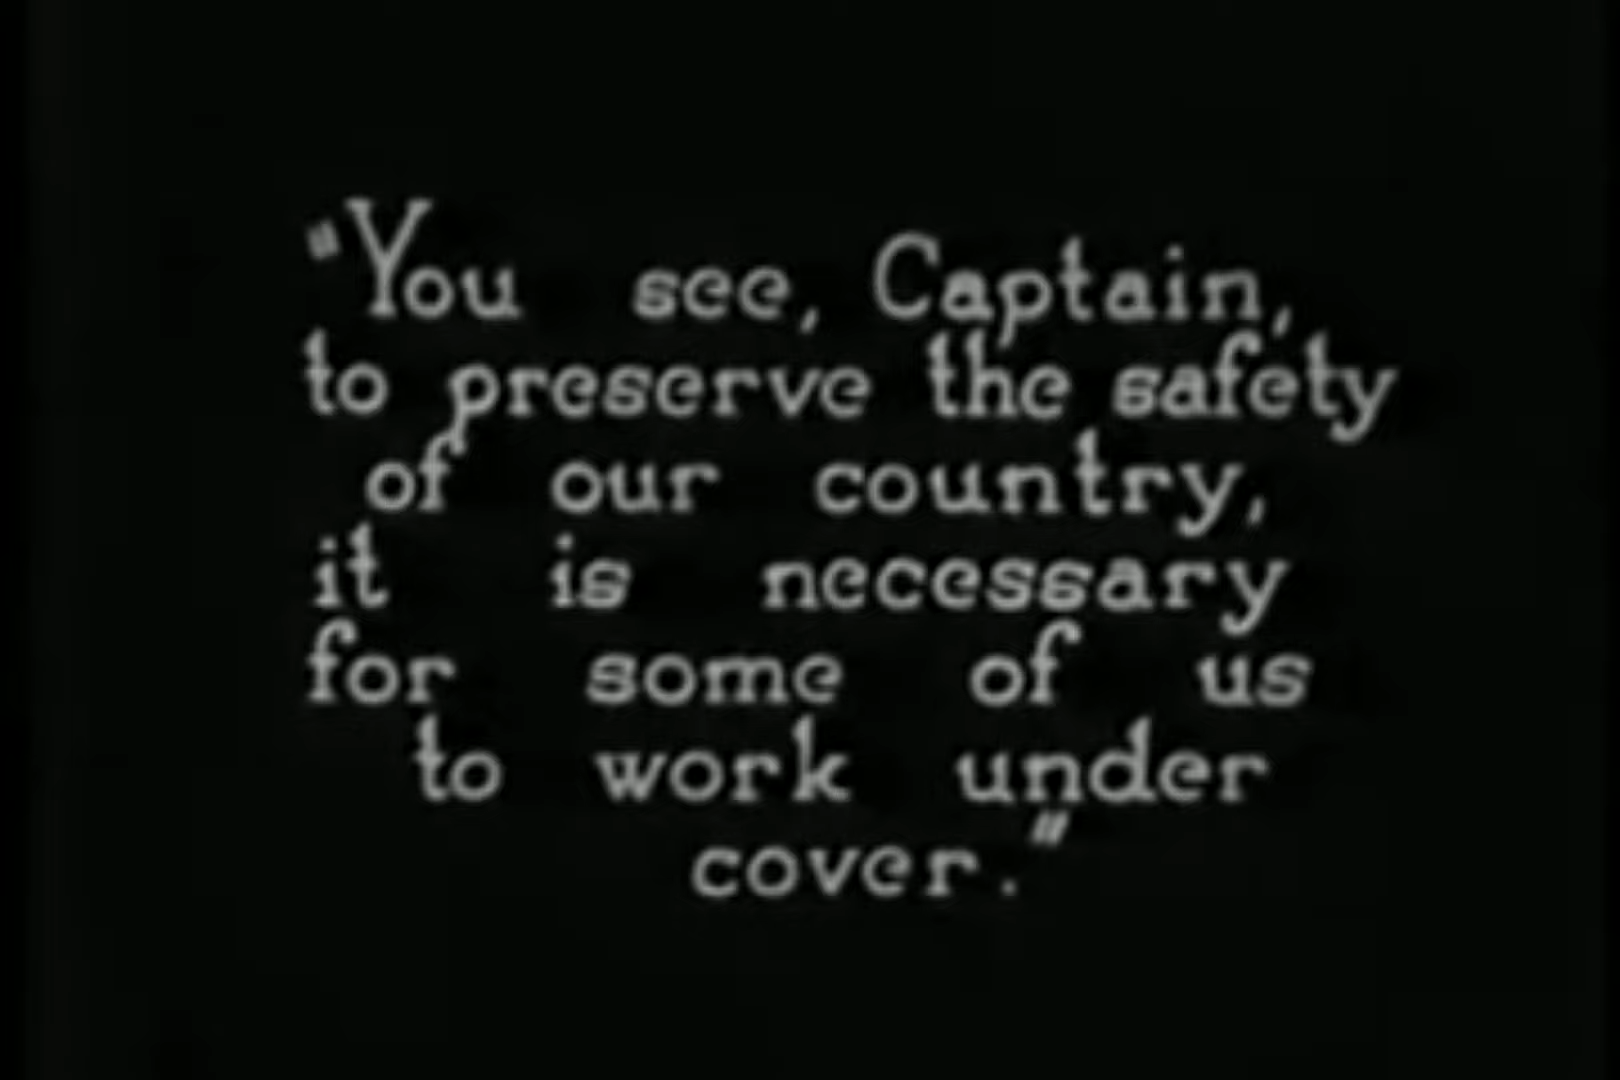 "You see, Captain,
to preserve the safety
of our country,
it is necessary
for some of us
to work under
cover."